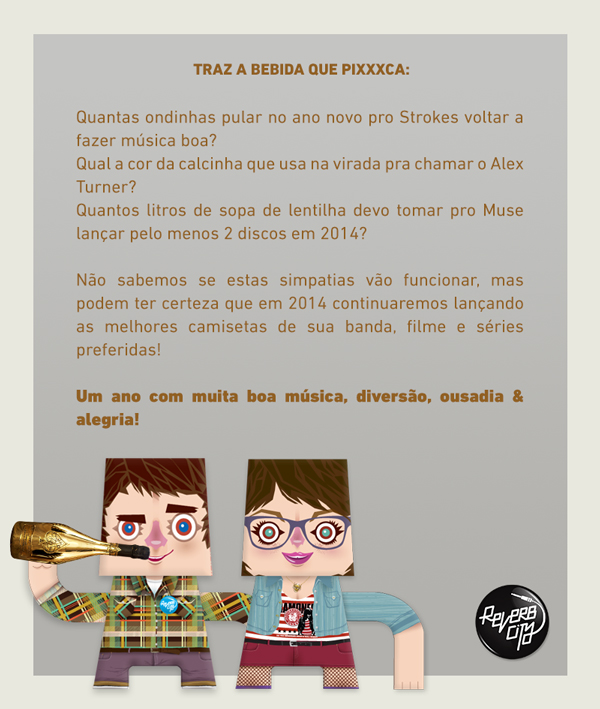 TRAZ A BEBIDA QUE PIXXXCA:
Quantas ondinhas pular no ano novo pro Strokes voltar a
fazer música boa?
Qual a cor da calcinha que usa na virada pra chamar o Alex
Turner?
Quantos litros de sopa de lentilha devo tomar pro Muse
lançar pelo menos 2 discos em 2014?
Não sabemos se estas simpatias vão funcionar, mas
podem ter certeza que em 2014 continuaremos lançando
as melhores camisetas de sua banda, filme e séries
preferidas!
Um ano com muita boa música, diversão, ousadia &
alegria!
ReverB
City